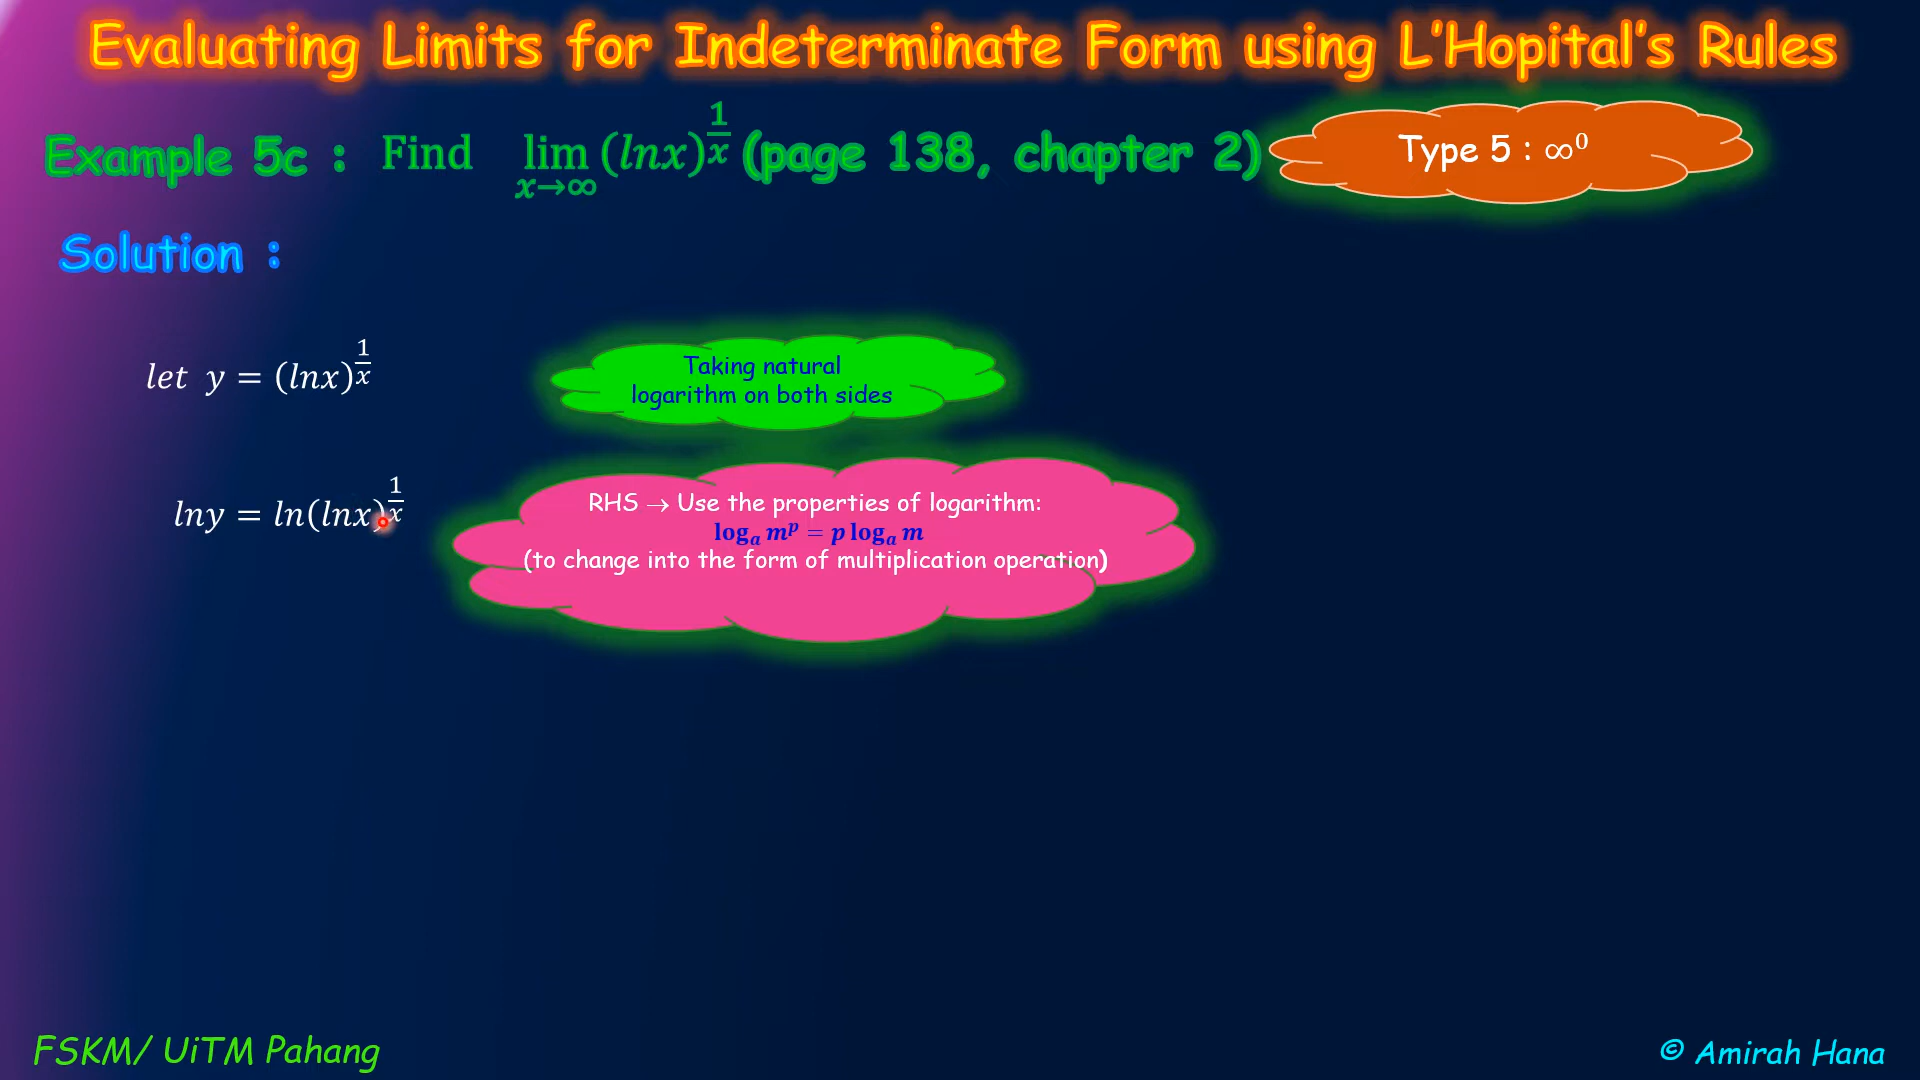 Evaluating Limits for Indeterminate Form using L'Hopital's Rules
Example 5c : Find lim x→∞ (lnx)^(1/x) (page 138, chapter 2)
Type 5 : ∞⁰
Solution :
let y = (lnx)^(1/x)
Taking natural
logarithm on both sides
lny = ln(lnx)^(1/x)
RHS → Use the properties of logarithm:
logₐ mᵖ = p logₐ m
(to change into the form of multiplication operation)
FSKM/ UiTM Pahang
© Amirah Hana